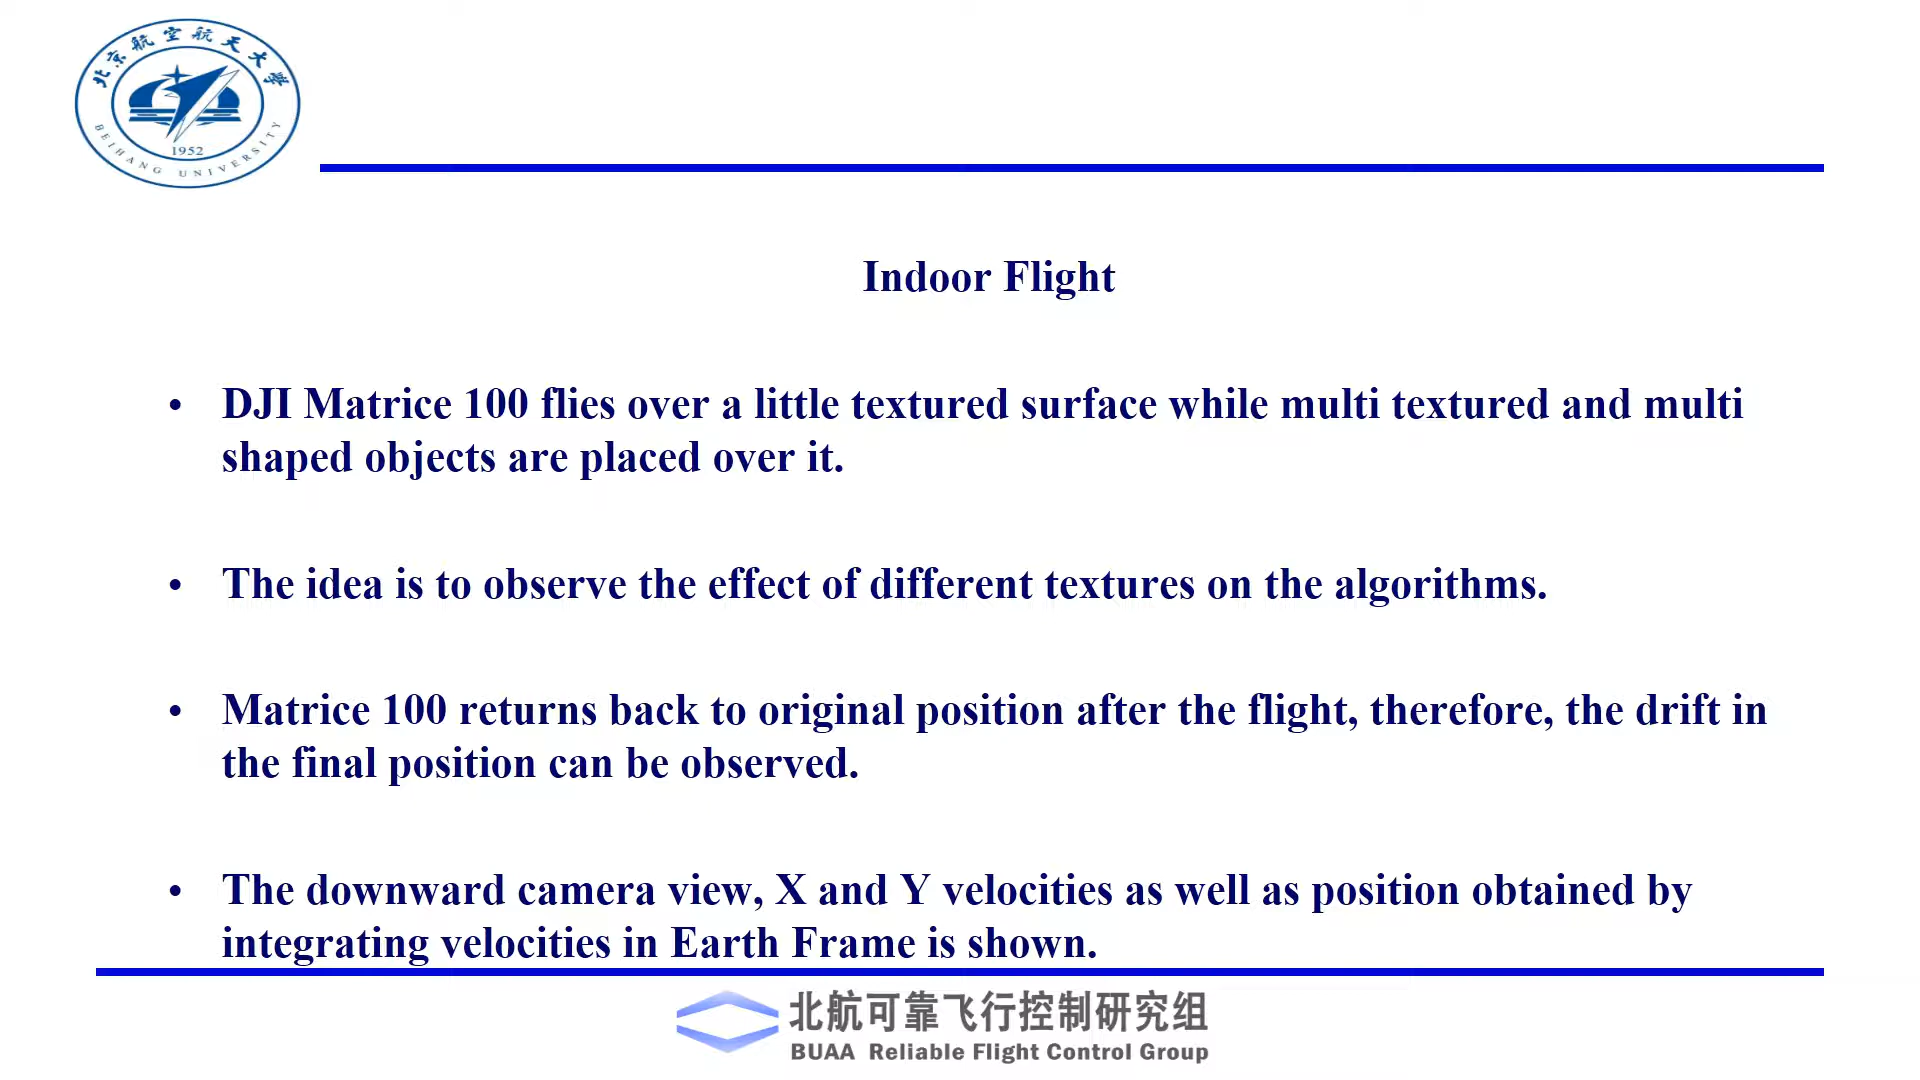 北京航空航天大学
1952
BEIHANG UNIVERSITY
Indoor Flight
• DJI Matrice 100 flies over a little textured surface while multi textured and multi
shaped objects are placed over it.
• The idea is to observe the effect of different textures on the algorithms.
• Matrice 100 returns back to original position after the flight, therefore, the drift in
the final position can be observed.
• The downward camera view, X and Y velocities as well as position obtained by
integrating velocities in Earth Frame is shown.
北航可靠飞行控制研究组
BUAA Reliable Flight Control Group